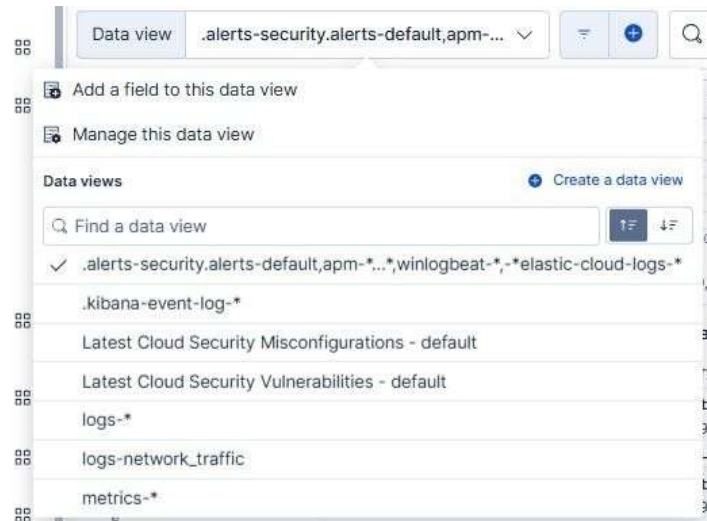 Data view .alerts-security.alerts-default,apm-...
Add a field to this data view
Manage this data view
Data views Create a data view
Find a data view
.alerts-security.alerts-default,apm-*...*,winlogbeat-*,-*elastic-cloud-logs-*
.kibana-event-log-*
Latest Cloud Security Misconfigurations - default
Latest Cloud Security Vulnerabilities - default
logs-*
logs-network_traffic
metrics-*